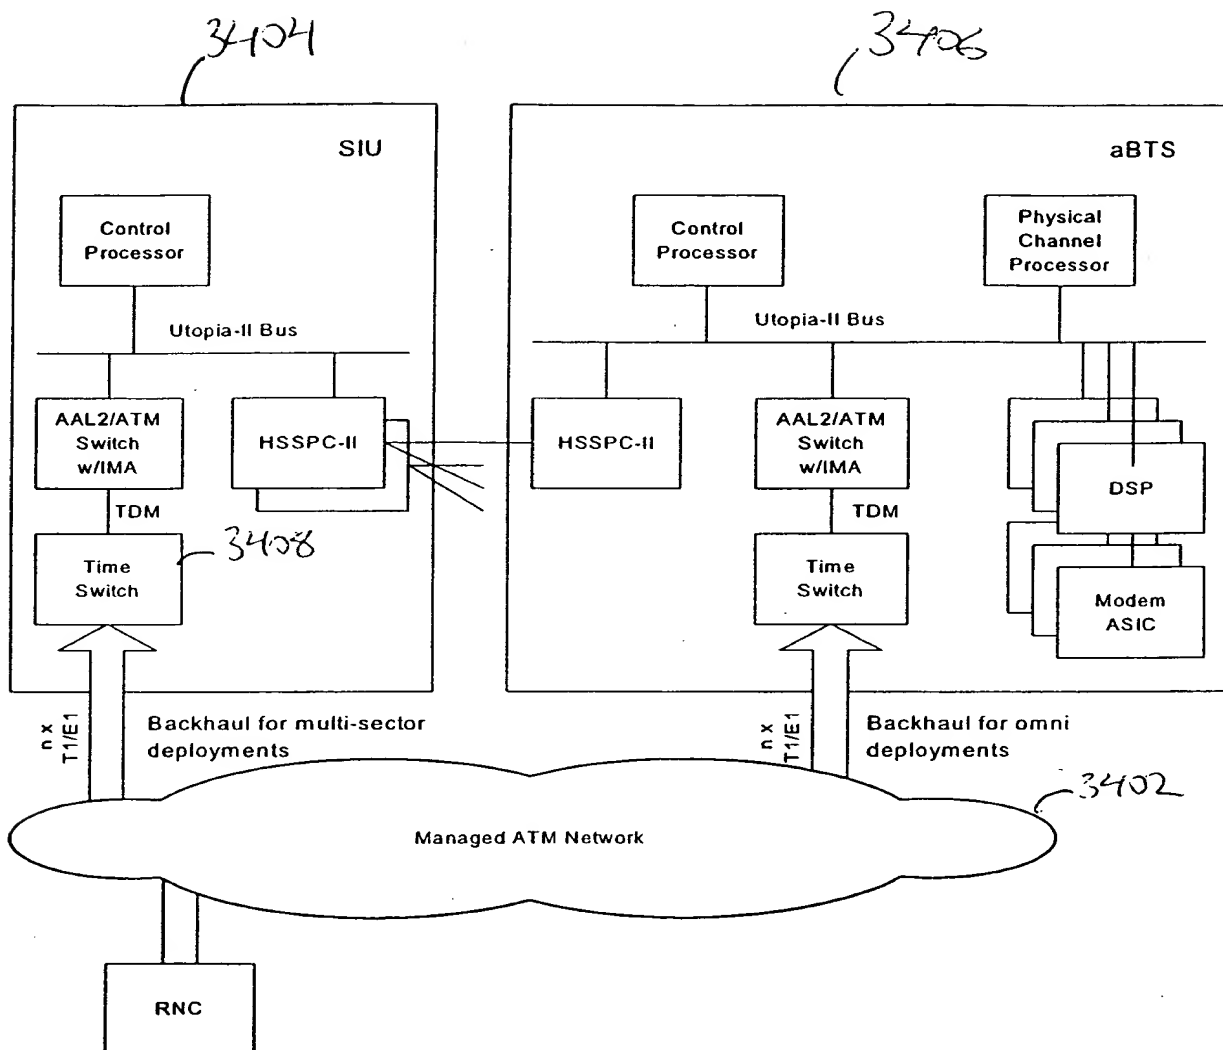 3404
3406
SIU
aBTS
Control
Processor
Control
Processor
Physical
Channel
Processor
Utopia-II Bus
Utopia-II Bus
AAL2/ATM
Switch
w/IMA
HSSPC-II
HSSPC-II
AAL2/ATM
Switch
w/IMA
DSP
TDM
TDM
3408
Time
Switch
Time
Switch
Modem
ASIC
n x
T1/E1
Backhaul for multi-sector
deployments
n x
T1/E1
Backhaul for omni
deployments
3402
Managed ATM Network
RNC